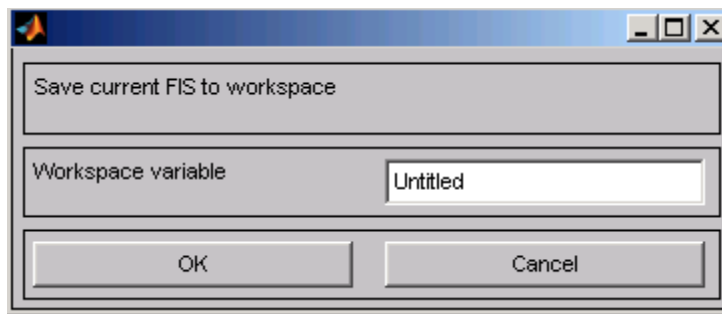 Save current FIS to workspace
Workspace variable
Untitled
OK
Cancel